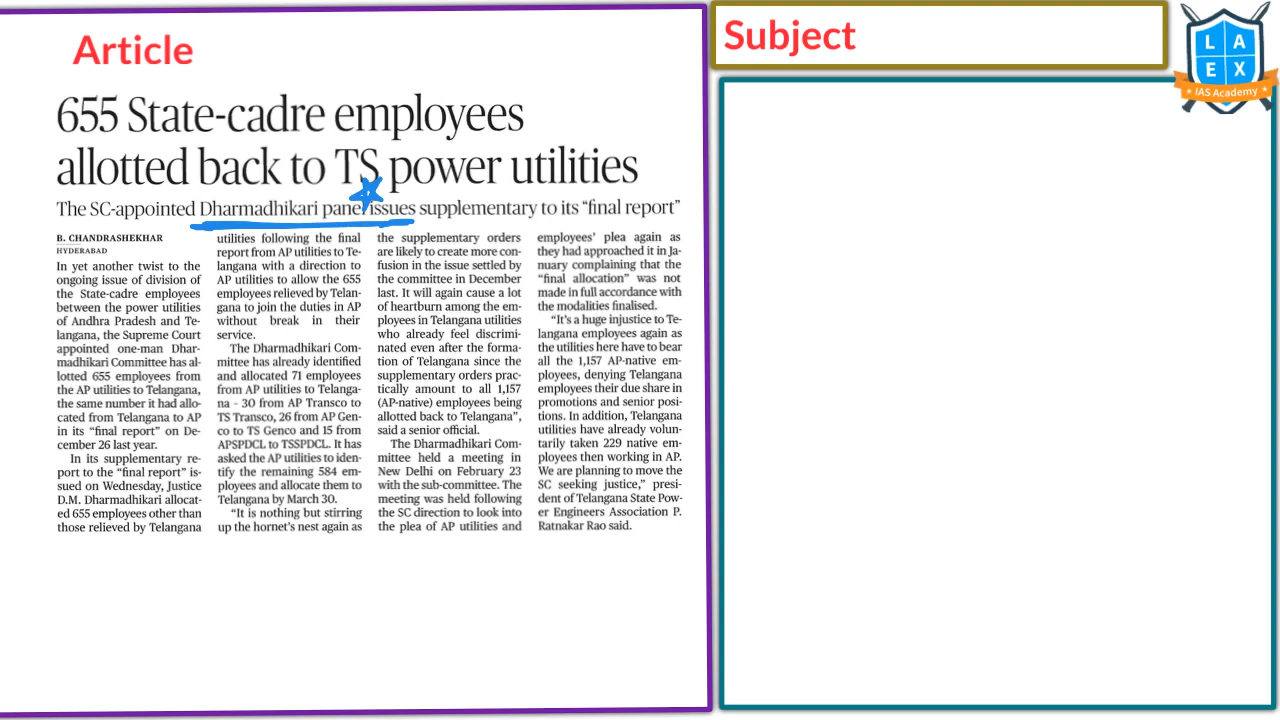 Article
655 State-cadre employees
allotted back to TS power utilities
The SC-appointed Dharmadhikari panel issues supplementary to its “final report”
B. CHANDRASHEKHAR
HYDERABAD
In yet another twist to the
ongoing issue of division of
the State-cadre employees
between the power utilities
of Andhra Pradesh and Te-
langana, the Supreme Court
appointed one-man Dhar-
madhikari Committee has al-
lotted 655 employees from
the AP utilities to Telangana,
the same number it had allo-
cated from Telangana to AP
in its “final report” on De-
cember 26 last year.
In its supplementary re-
port to the “final report” is-
sued on Wednesday, Justice
D.M. Dharmadhikari allocat-
ed 655 employees other than
those relieved by Telangana
utilities following the final
report from AP utilities to Te-
langana with a direction to
AP utilities to allow the 655
employees relieved by Telan-
gana to join the duties in AP
without break in their
service.
The Dharmadhikari Com-
mittee has already identified
and allocated 71 employees
from AP utilities to Telanga-
na – 30 from AP Transco to
TS Transco, 26 from AP Gen-
co to TS Genco and 15 from
APSPDCL to TSSPDCL. It has
asked the AP utilities to iden-
tify the remaining 584 em-
ployees and allocate them to
Telangana by March 30.
“It is nothing but stirring
up the hornet’s nest again as
the supplementary orders
are likely to create more con-
fusion in the issue settled by
the committee in December
last. It will again cause a lot
of heartburn among the em-
ployees in Telangana utilities
who already feel discrimi-
nated even after the forma-
tion of Telangana since the
supplementary orders prac-
tically amount to all 1,157
(AP-native) employees being
allotted back to Telangana”,
said a senior official.
The Dharmadhikari Com-
mittee held a meeting in
New Delhi on February 23
with the sub-committee. The
meeting was held following
the SC direction to look into
the plea of AP utilities and
employees’ plea again as
they had approached it in Ja-
nuary complaining that the
“final allocation” was not
made in full accordance with
the modalities finalised.
“It’s a huge injustice to Te-
langana employees again as
the utilities here have to bear
all the 1,157 AP-native em-
ployees, denying Telangana
employees their due share in
promotions and senior posi-
tions. In addition, Telangana
utilities have already volun-
tarily taken 229 native em-
ployees then working in AP.
We are planning to move the
SC seeking justice,” presi-
dent of Telangana State Pow-
er Engineers Association P.
Ratnakar Rao said.
Subject
L A
E X
IAS Academy